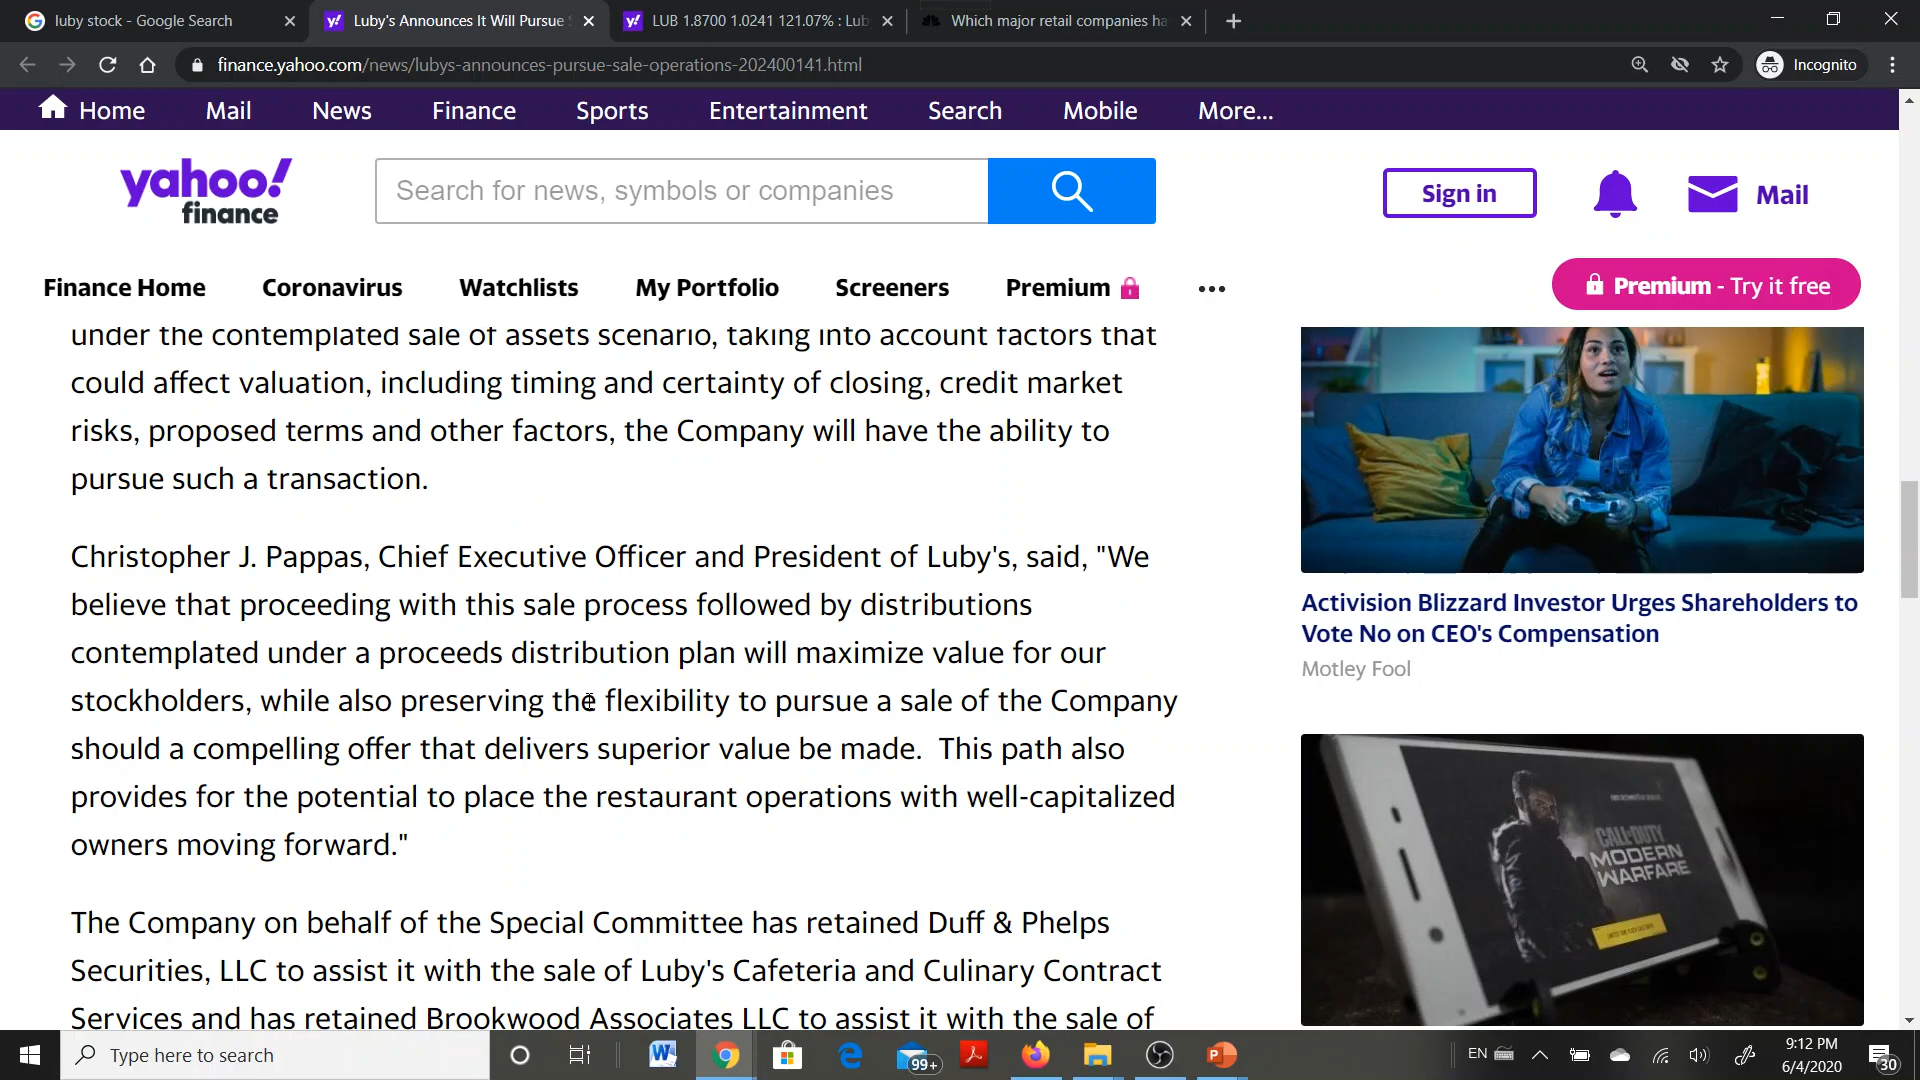 luby stock - Google Search
Luby's Announces It Will Pursue
LUB 1.8700 1.0241 121.07% : Lub
Which major retail companies ha
finance.yahoo.com/news/lubys-announces-pursue-sale-operations-202400141.html
Incognito
Home Mail News Finance Sports Entertainment Search Mobile More...
yahoo!
finance
Search for news, symbols or companies
Sign in
Mail
Finance Home Coronavirus Watchlists My Portfolio Screeners Premium
Premium - Try it free
under the contemplated sale of assets scenario, taking into account factors that
could affect valuation, including timing and certainty of closing, credit market
risks, proposed terms and other factors, the Company will have the ability to
pursue such a transaction.
Christopher J. Pappas, Chief Executive Officer and President of Luby's, said, "We
believe that proceeding with this sale process followed by distributions
contemplated under a proceeds distribution plan will maximize value for our
stockholders, while also preserving the flexibility to pursue a sale of the Company
should a compelling offer that delivers superior value be made.  This path also
provides for the potential to place the restaurant operations with well-capitalized
owners moving forward."
The Company on behalf of the Special Committee has retained Duff & Phelps
Securities, LLC to assist it with the sale of Luby's Cafeteria and Culinary Contract
Services and has retained Brookwood Associates LLC to assist it with the sale of
Activision Blizzard Investor Urges Shareholders to
Vote No on CEO's Compensation
Motley Fool
CALL OF DUTY
MODERN
WARFARE
Type here to search
99+
EN
9:12 PM
6/4/2020
30